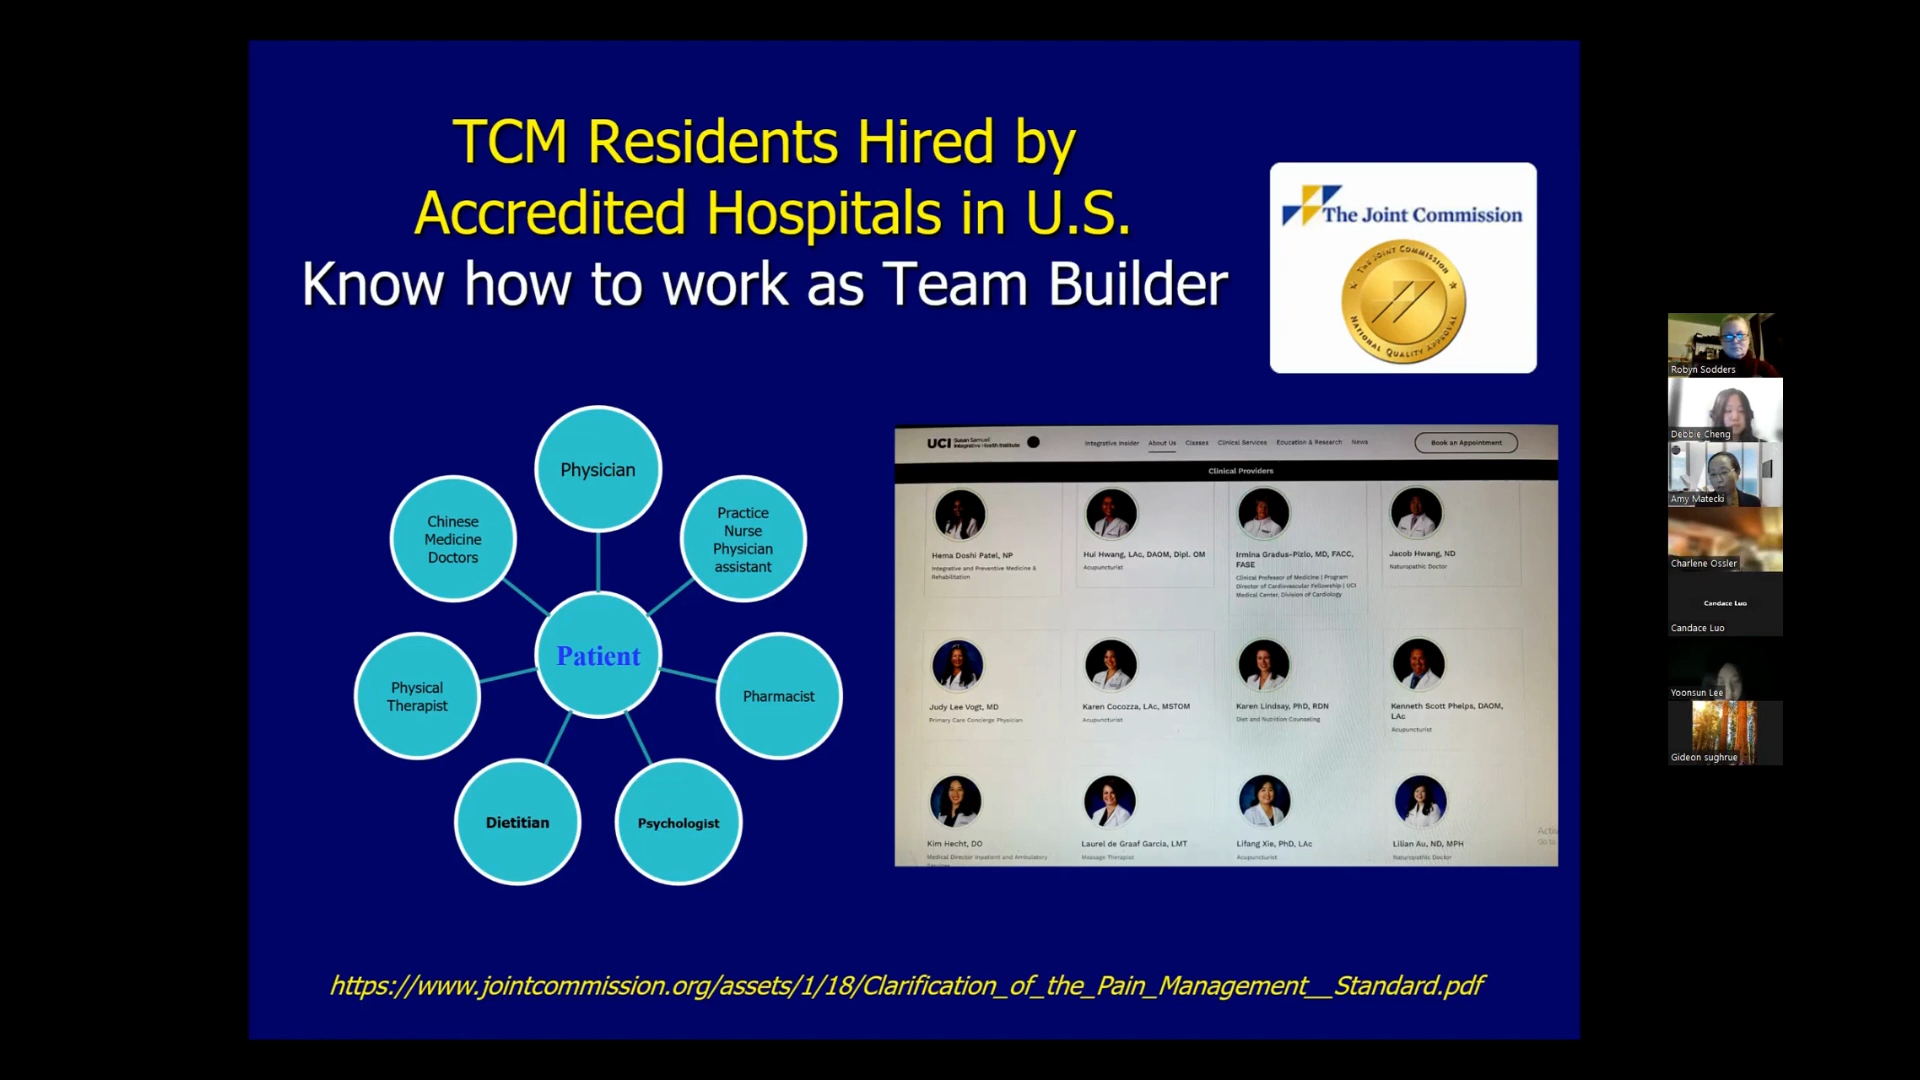 TCM Residents Hired by
Accredited Hospitals in U.S.
Know how to work as Team Builder
The Joint Commission
THE JOINT COMMISSION
NATIONAL QUALITY APPROVAL
Physician
Chinese
Medicine
Doctors
Practice
Nurse
Physician
assistant
Patient
Physical
Therapist
Pharmacist
Dietitian
Psychologist
UCI Susan Samueli
Integrative Health Institute
Integrative Insider About Us Classes Clinical Services Education & Research News
Book an Appointment
Clinical Providers
Hema Doshi Patel, NP
Integrative and Preventive Medicine &
Rehabilitation
Hui Hwang, LAc, DAOM, Dipl. OM
Acupuncturist
Irmina Gradus-Pizlo, MD, FACC,
FASE
Clinical Professor of Medicine | Program
Director of Cardiovascular Fellowship | UCI
Medical Center, Division of Cardiology
Jacob Hwang, ND
Naturopathic Doctor
Judy Lee Vogt, MD
Primary Care Concierge Physician
Karen Cocozza, LAc, MSTOM
Acupuncturist
Karen Lindsay, PhD, RDN
Diet and Nutrition Counseling
Kenneth Scott Phelps, DAOM,
LAc
Acupuncturist
Kim Hecht, DO
Medical Director Inpatient and Ambulatory
Services
Laurel de Graaf Garcia, LMT
Massage Therapist
Lifang Xie, PhD, LAc
Acupuncturist
Lilian Au, ND, MPH
Naturopathic Doctor
https://www.jointcommission.org/assets/1/18/Clarification_of_the_Pain_Management__Standard.pdf
Robyn Sodders
Debbie Cheng
Amy Matecki
Charlene Ossler
Candace Luo
Candace Luo
Yoonsun Lee
Gideon sughrue